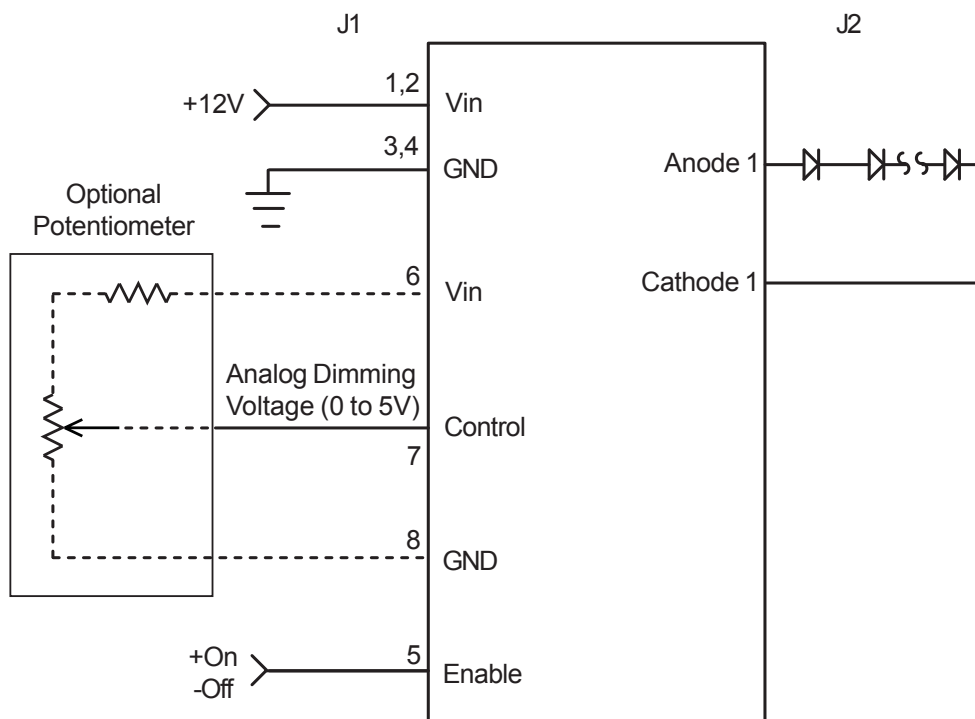 J1
J2
1,2
+12V
Vin
3,4
GND
Anode 1
Optional
Potentiometer
6
Vin
Cathode 1
Analog Dimming
Voltage (0 to 5V)
Control
7
8
GND
+On
-Off
5
Enable